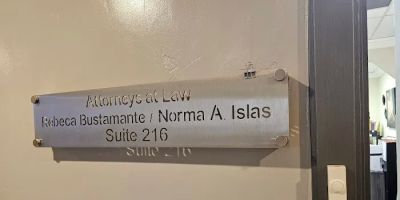 Attorneys at Law
Rebeca Bustamante / Norma A. Islas
Suite 216